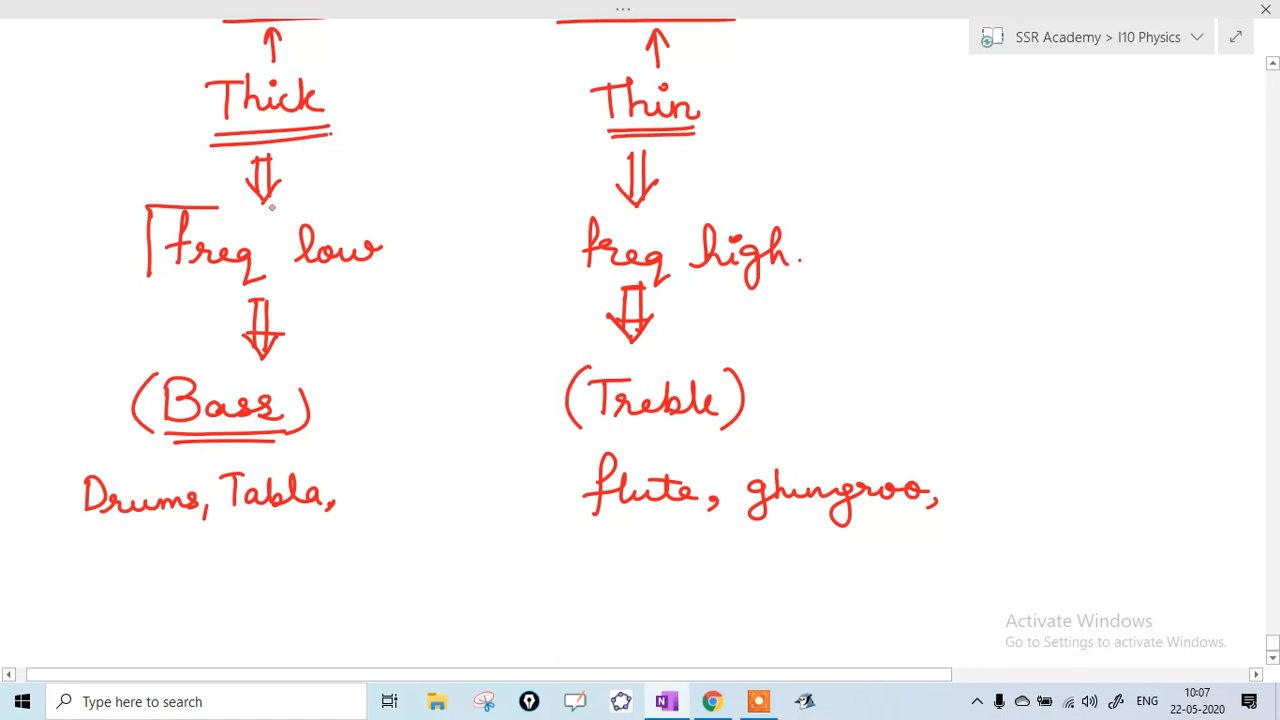 SSR Academy > I10 Physics
Thick
Thin
freq low
freq high.
(Bass)
(Treble)
Drums, Tabla,
flute, ghungroo,
Activate Windows
Go to Settings to activate Windows.
Type here to search
ENG
10:07
22-05-2020